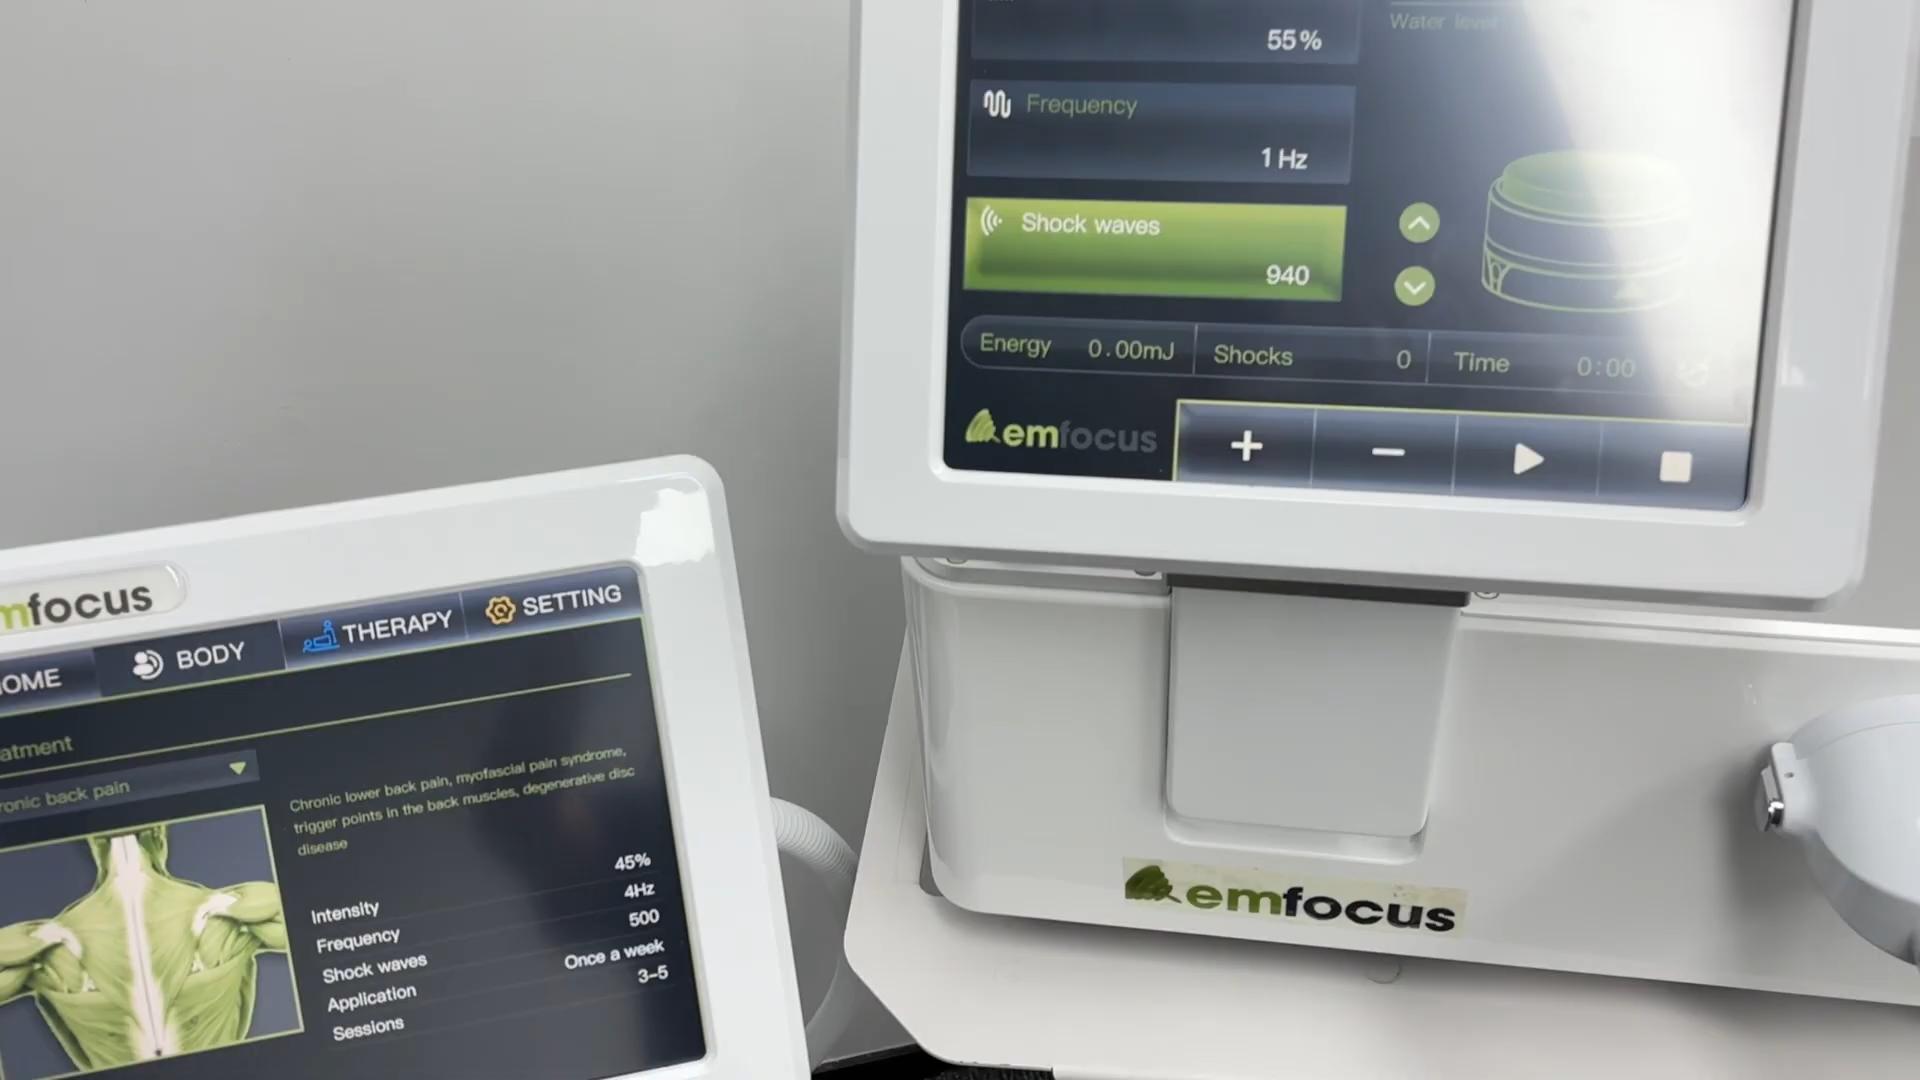 Water level
55%
Frequency
1 Hz
Shock waves
940
Energy 0.00mJ Shocks 0 Time 0:00
emfocus
emfocus
mfocus
OME BODY THERAPY SETTING
atment
ronic back pain
Chronic lower back pain, myofascial pain syndrome,
trigger points in the back muscles, degenerative disc
disease
Intensity 45%
Frequency 4Hz
Shock waves 500
Application Once a week
Sessions 3-5